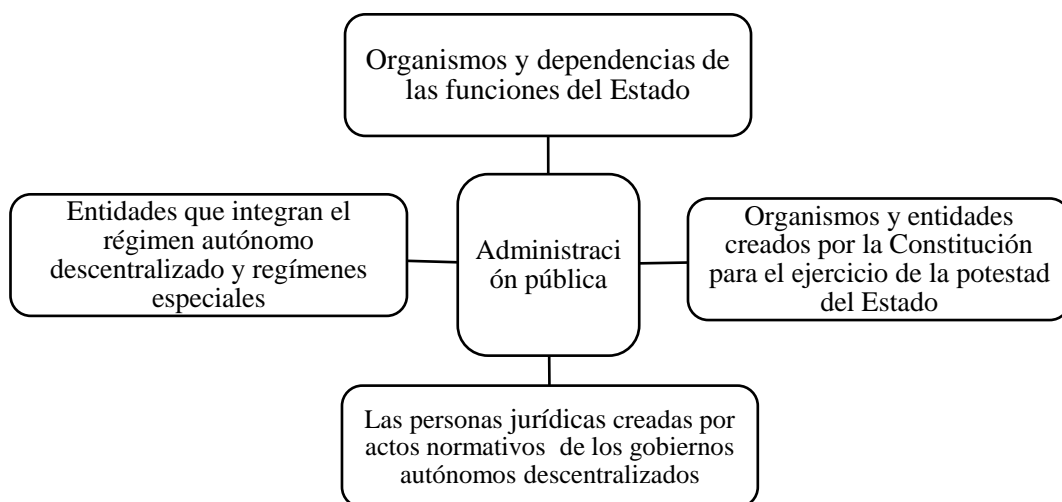 Organismos y dependencias de
las funciones del Estado
Entidades que integran el
régimen autónomo
descentralizado y regímenes
especiales
Administraci
ón pública
Organismos y entidades
creados por la Constitución
para el ejercicio de la potestad
del Estado
Las personas jurídicas creadas por
actos normativos de los gobiernos
autónomos descentralizados